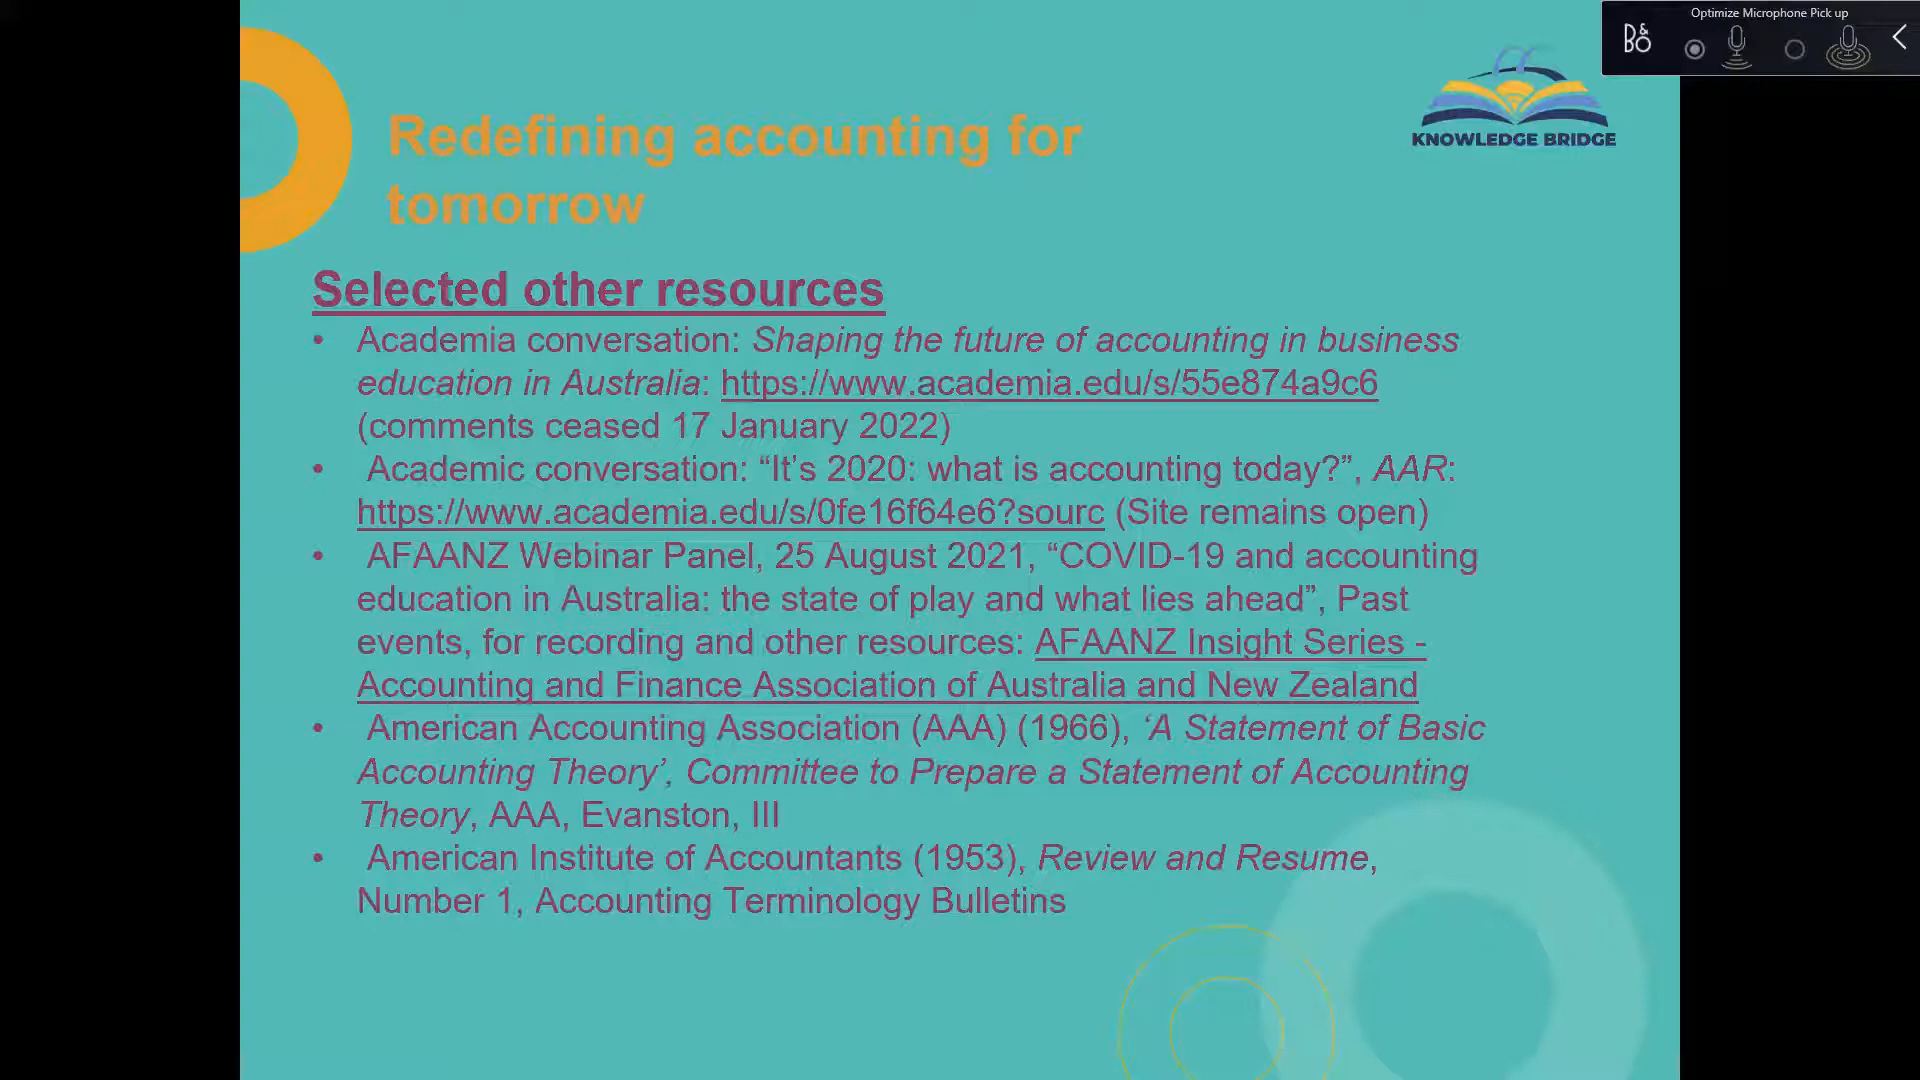 Optimize Microphone Pick up
B&O
KNOWLEDGE BRIDGE
Redefining accounting for
tomorrow
Selected other resources
• Academia conversation: Shaping the future of accounting in business
education in Australia: https://www.academia.edu/s/55e874a9c6
(comments ceased 17 January 2022)
• Academic conversation: “It’s 2020: what is accounting today?”, AAR:
https://www.academia.edu/s/0fe16f64e6?sourc (Site remains open)
• AFAANZ Webinar Panel, 25 August 2021, “COVID-19 and accounting
education in Australia: the state of play and what lies ahead”, Past
events, for recording and other resources: AFAANZ Insight Series -
Accounting and Finance Association of Australia and New Zealand
• American Accounting Association (AAA) (1966), ‘A Statement of Basic
Accounting Theory’, Committee to Prepare a Statement of Accounting
Theory, AAA, Evanston, III
• American Institute of Accountants (1953), Review and Resume,
Number 1, Accounting Terminology Bulletins